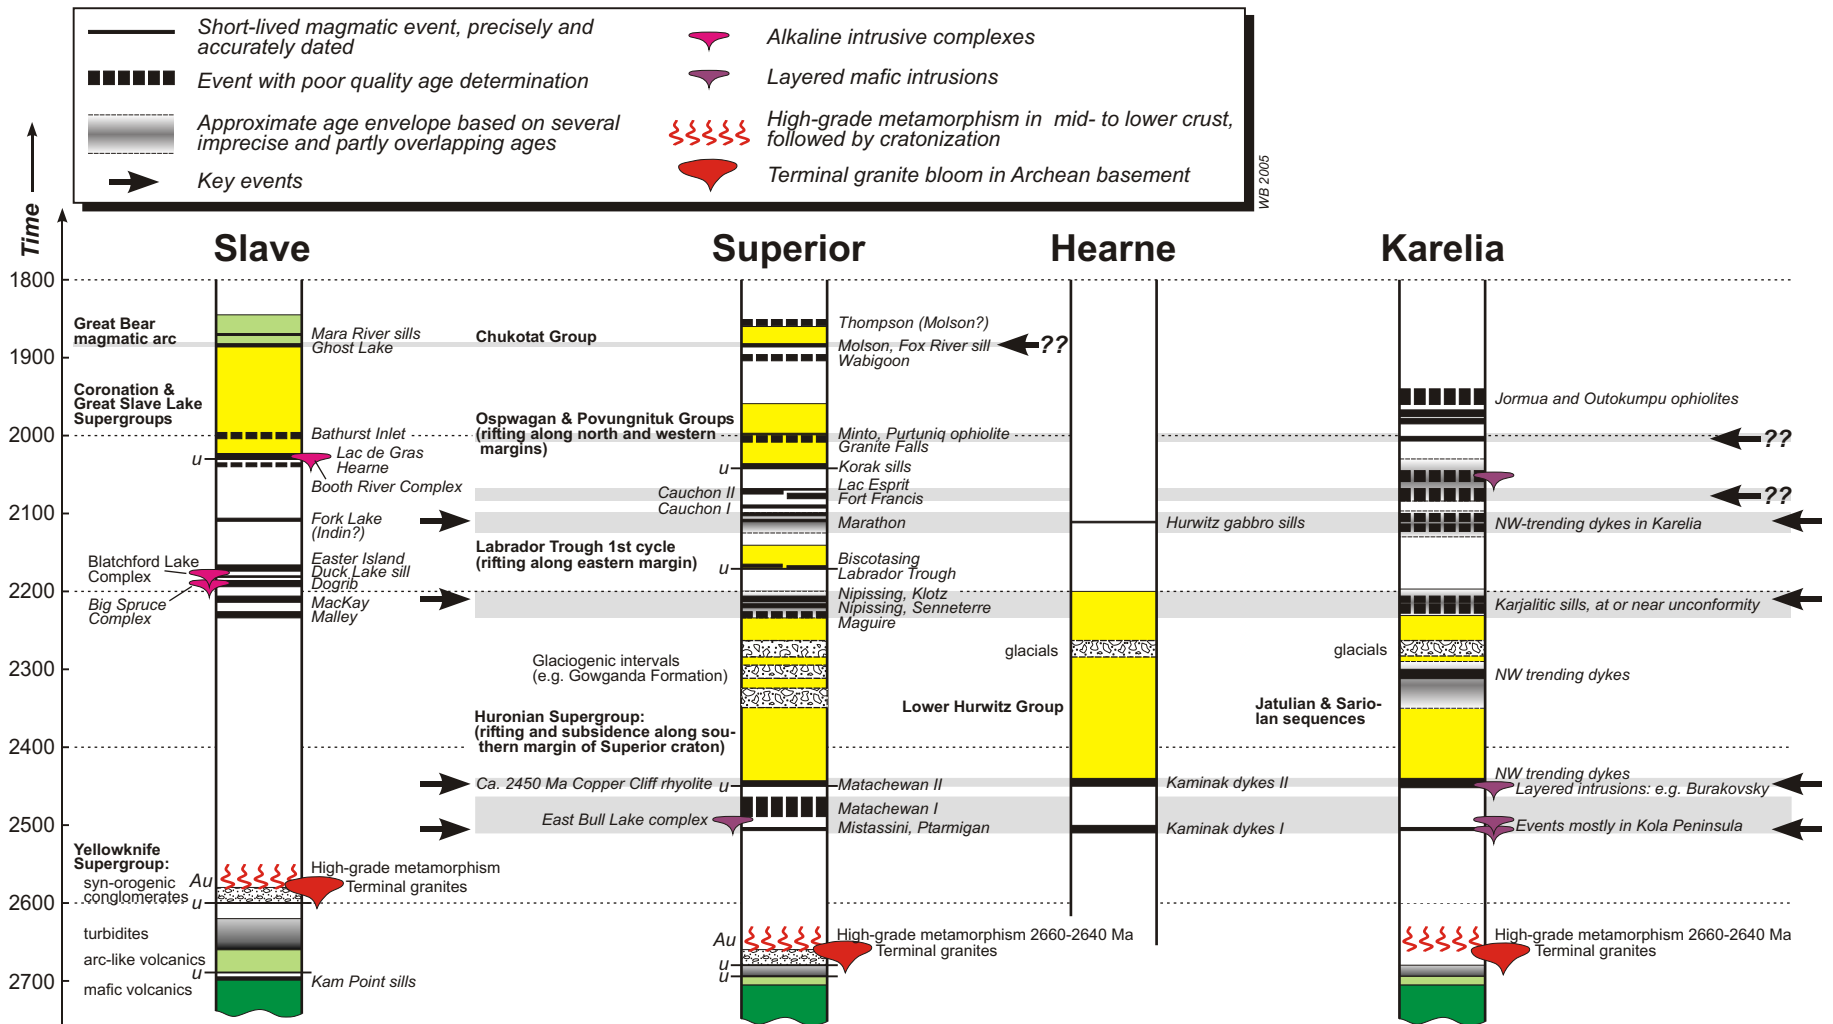 Short-lived magmatic event, precisely and
accurately dated
Event with poor quality age determination
Approximate age envelope based on several
imprecise and partly overlapping ages
Key events
Alkaline intrusive complexes
Layered mafic intrusions
High-grade metamorphism in mid- to lower crust,
followed by cratonization
Terminal granite bloom in Archean basement
WB 2005
Time
Slave
Superior
Hearne
Karelia
1800
1900
2000
2100
2200
2300
2400
2500
2600
2700
Great Bear
magmatic arc
Coronation &
Great Slave Lake
Supergroups
u
Blatchford Lake
Complex
Big Spruce
Complex
Yellowknife
Supergroup:
syn-orogenic
conglomerates
Au
u
turbidites
arc-like volcanics
u
mafic volcanics
Mara River sills
Ghost Lake
Bathurst Inlet
Lac de Gras
Hearne
Booth River Complex
Fork Lake
(Indin?)
Easter Island
Duck Lake sill
Dogrib
MacKay
Malley
High-grade metamorphism
Terminal granites
Kam Point sills
Chukotat Group
Ospwagan & Povungnituk Groups
(rifting along north and western
margins)
u
Cauchon II
Cauchon I
Labrador Trough 1st cycle
(rifting along eastern margin)
u
Glaciogenic intervals
(e.g. Gowganda Formation)
Huronian Supergroup:
(rifting and subsidence along sou-
thern margin of Superior craton)
Ca. 2450 Ma Copper Cliff rhyolite
u
East Bull Lake complex
Au
u
u
Thompson (Molson?)
Molson, Fox River sill
Wabigoon
??
Minto, Purtuniq ophiolite
Granite Falls
Korak sills
Lac Esprit
Fort Francis
Marathon
Biscotasing
Labrador Trough
Nipissing, Klotz
Nipissing, Senneterre
Maguire
Matachewan II
Matachewan I
Mistassini, Ptarmigan
High-grade metamorphism 2660-2640 Ma
Terminal granites
glacials
Lower Hurwitz Group
Hurwitz gabbro sills
Kaminak dykes II
Kaminak dykes I
glacials
Jatulian & Sario-
lan sequences
Jormua and Outokumpu ophiolites
??
??
NW-trending dykes in Karelia
Karjalitic sills, at or near unconformity
NW trending dykes
NW trending dykes
Layered intrusions: e.g. Burakovsky
Events mostly in Kola Peninsula
High-grade metamorphism 2660-2640 Ma
Terminal granites